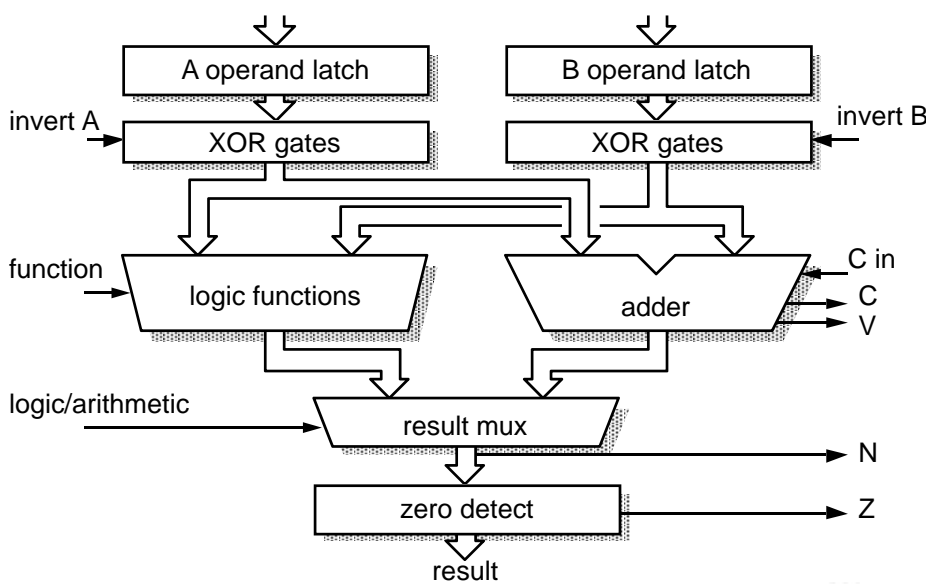 A operand latch
B operand latch
invert A
invert B
XOR gates
XOR gates
function
C in
logic functions
adder
C
V
logic/arithmetic
result mux
N
zero detect
Z
result